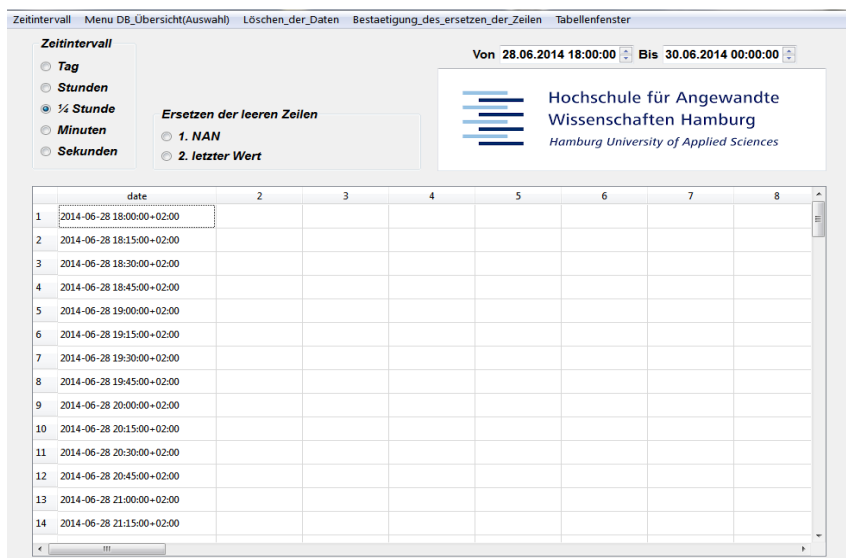 Zeitintervall Menu DB_Übersicht(Auswahl) Löschen_der_Daten Bestaetigung_des_ersetzen_der_Zeilen Tabellenfenster
Zeitintervall
Tag
Stunden
¼ Stunde
Minuten
Sekunden
Ersetzen der leeren Zeilen
1. NAN
2. letzter Wert
Von 28.06.2014 18:00:00 Bis 30.06.2014 00:00:00
Hochschule für Angewandte
Wissenschaften Hamburg
Hamburg University of Applied Sciences
date 2 3 4 5 6 7 8
1 2014-06-28 18:00:00+02:00
2 2014-06-28 18:15:00+02:00
3 2014-06-28 18:30:00+02:00
4 2014-06-28 18:45:00+02:00
5 2014-06-28 19:00:00+02:00
6 2014-06-28 19:15:00+02:00
7 2014-06-28 19:30:00+02:00
8 2014-06-28 19:45:00+02:00
9 2014-06-28 20:00:00+02:00
10 2014-06-28 20:15:00+02:00
11 2014-06-28 20:30:00+02:00
12 2014-06-28 20:45:00+02:00
13 2014-06-28 21:00:00+02:00
14 2014-06-28 21:15:00+02:00